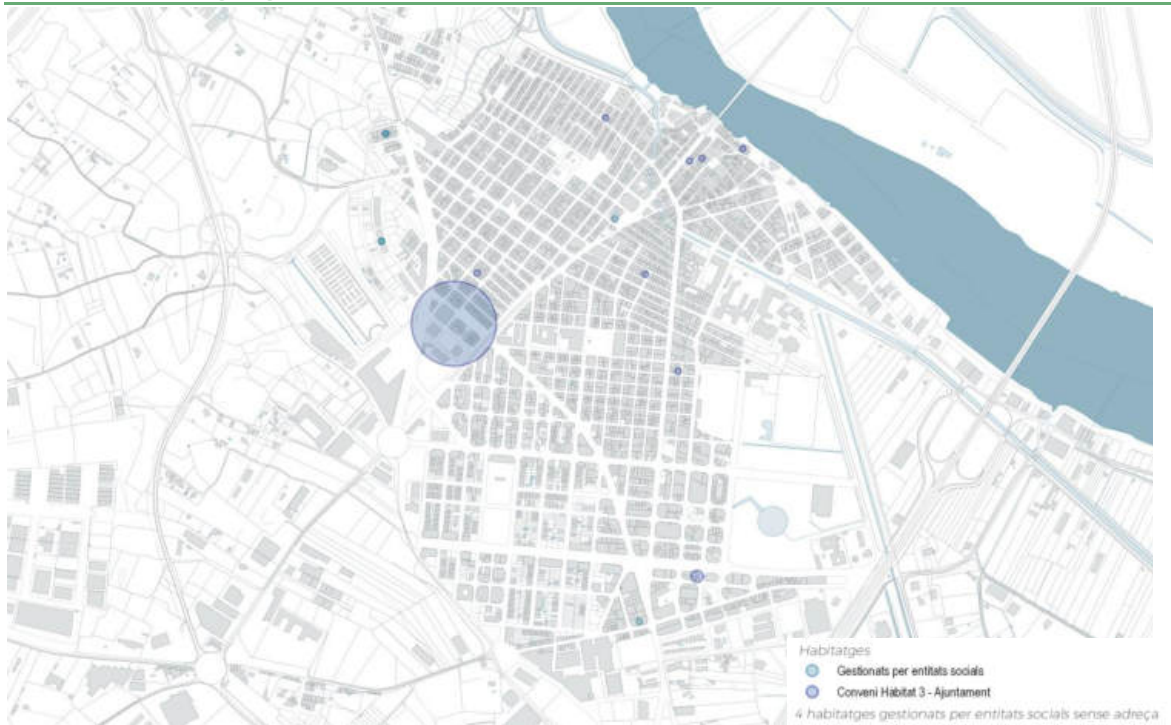 Habitatges
Gestionats per entitats socials
Conveni Habitat 3 - Ajuntament
4 habitatges gestionats per entitats socials sense adreça